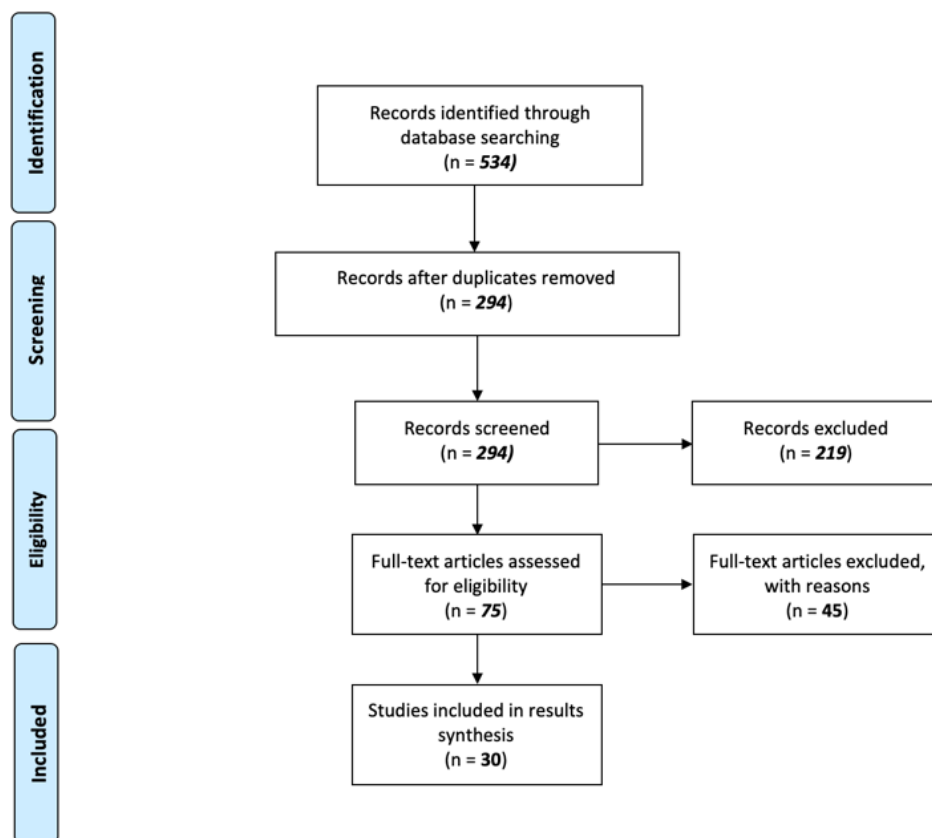 Identification
Records identified through
database searching
(n = 534)
Screening
Records after duplicates removed
(n = 294)
Records screened
(n = 294)
Records excluded
(n = 219)
Eligibility
Full-text articles assessed
for eligibility
(n = 75)
Full-text articles excluded,
with reasons
(n = 45)
Included
Studies included in results
synthesis
(n = 30)